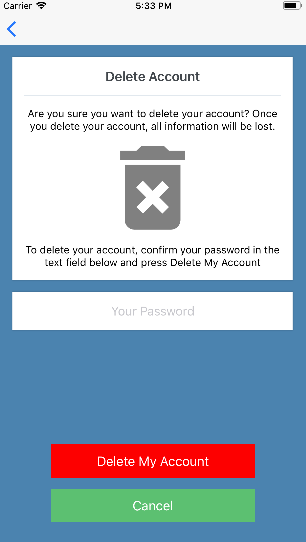 Carrier 5:33 PM
Delete Account
Are you sure you want to delete your account? Once
you delete your account, all information will be lost.
To delete your account, confirm your password in the
text field below and press Delete My Account
Your Password
Delete My Account
Cancel